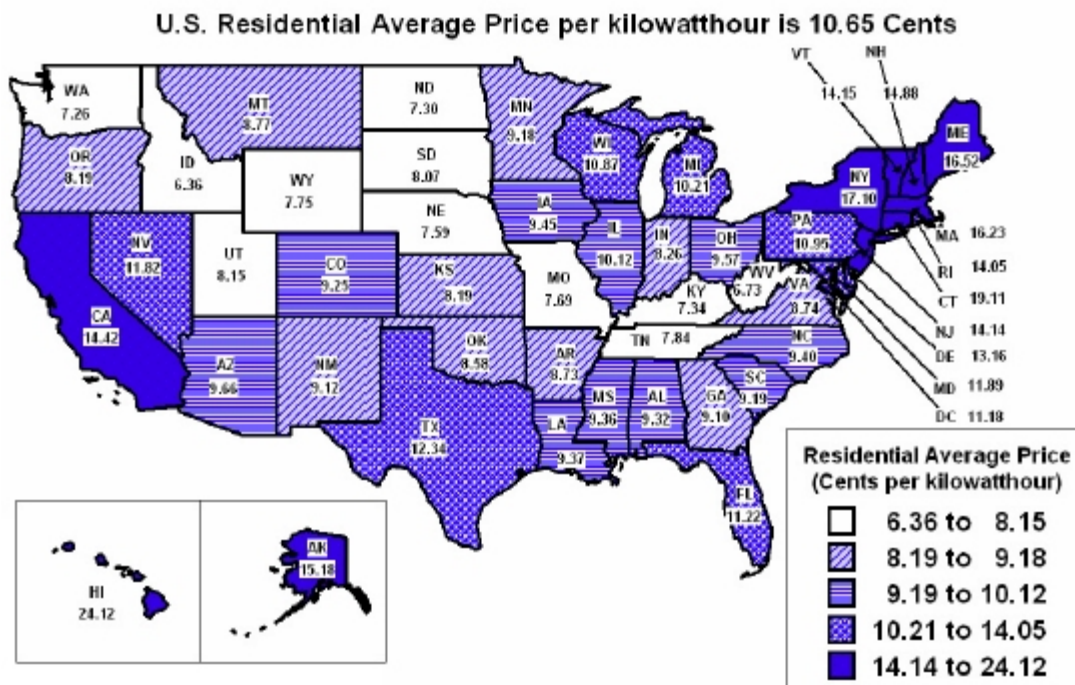 U.S. Residential Average Price per kilowatthour is 10.65 Cents
VT
NH
WA
7.26
MT
8.77
ND
7.30
MN
9.18
14.15
14.88
ME
16.52
OR
8.19
ID
6.36
WY
7.75
SD
8.07
WI
10.87
MI
10.21
NY
17.10
NE
7.59
IA
9.45
PA
10.95
MA 16.23
NV
11.82
UT
8.15
CO
9.25
KS
8.19
MO
7.69
IL
10.12
IN
8.26
OH
9.57
WV
6.73
VA
8.74
RI 14.05
CT 19.11
CA
14.42
KY
7.34
NJ 14.14
AZ
9.66
NM
9.12
OK
8.58
AR
8.73
TN 7.84
NC
9.40
DE 13.16
MD 11.89
DC 11.18
SC
9.19
TX
12.34
LA
9.37
MS
9.36
AL
9.32
GA
9.10
FL
11.22
HI
24.12
AK
15.18
Residential Average Price
(Cents per kilowatthour)
6.36 to 8.15
8.19 to 9.18
9.19 to 10.12
10.21 to 14.05
14.14 to 24.12